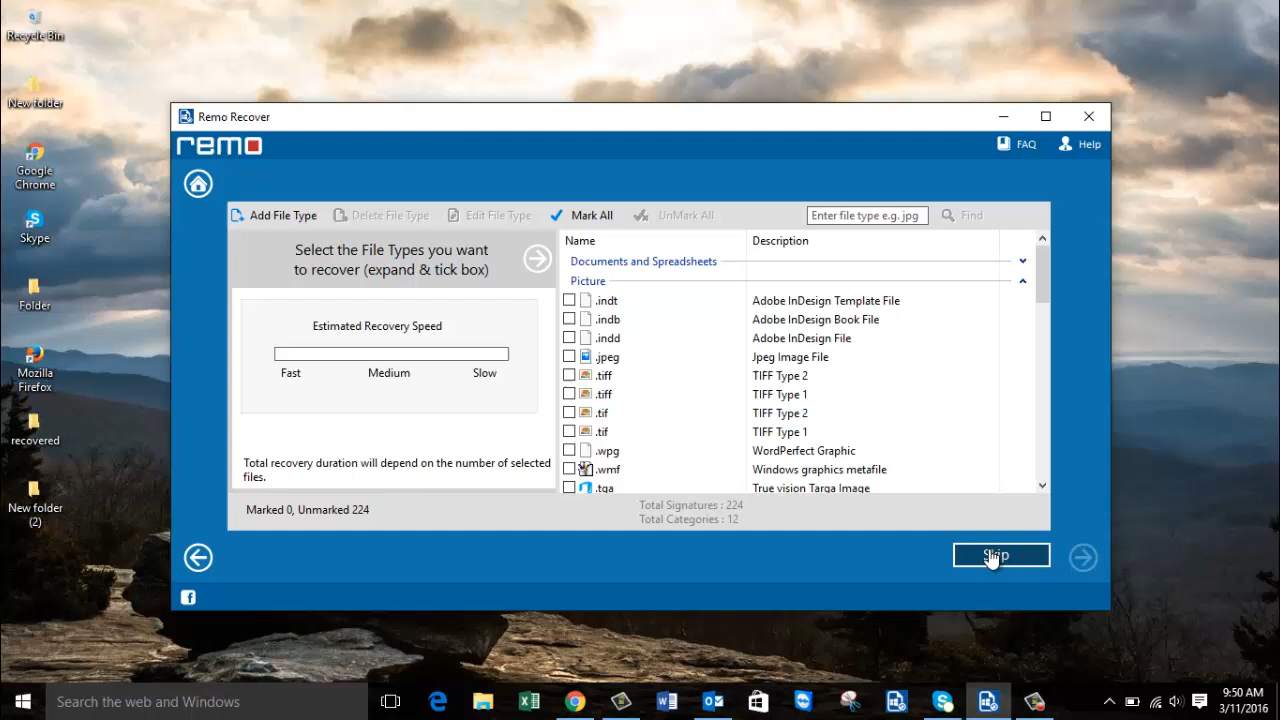 Recycle Bin
New folder
Google
Chrome
Skype
Folder
Mozilla
Firefox
recovered
New folder
(2)
Remo Recover
remo
FAQ
Help
Add File Type
Delete File Type
Edit File Type
Mark All
UnMark All
Enter file type e.g. jpg
Find
Select the File Types you want
to recover (expand & tick box)
Estimated Recovery Speed
Fast
Medium
Slow
Total recovery duration will depend on the number of selected
files.
Name
Description
Documents and Spreadsheets
Picture
.indt
Adobe InDesign Template File
.indb
Adobe InDesign Book File
.indd
Adobe InDesign File
.jpeg
Jpeg Image File
.tiff
TIFF Type 2
.tiff
TIFF Type 1
.tif
TIFF Type 2
.tif
TIFF Type 1
.wpg
WordPerfect Graphic
.wmf
Windows graphics metafile
.tga
True vision Targa Image
Marked 0, Unmarked 224
Total Signatures : 224
Total Categories : 12
Skip
f
Search the web and Windows
9:50 AM
3/11/2016